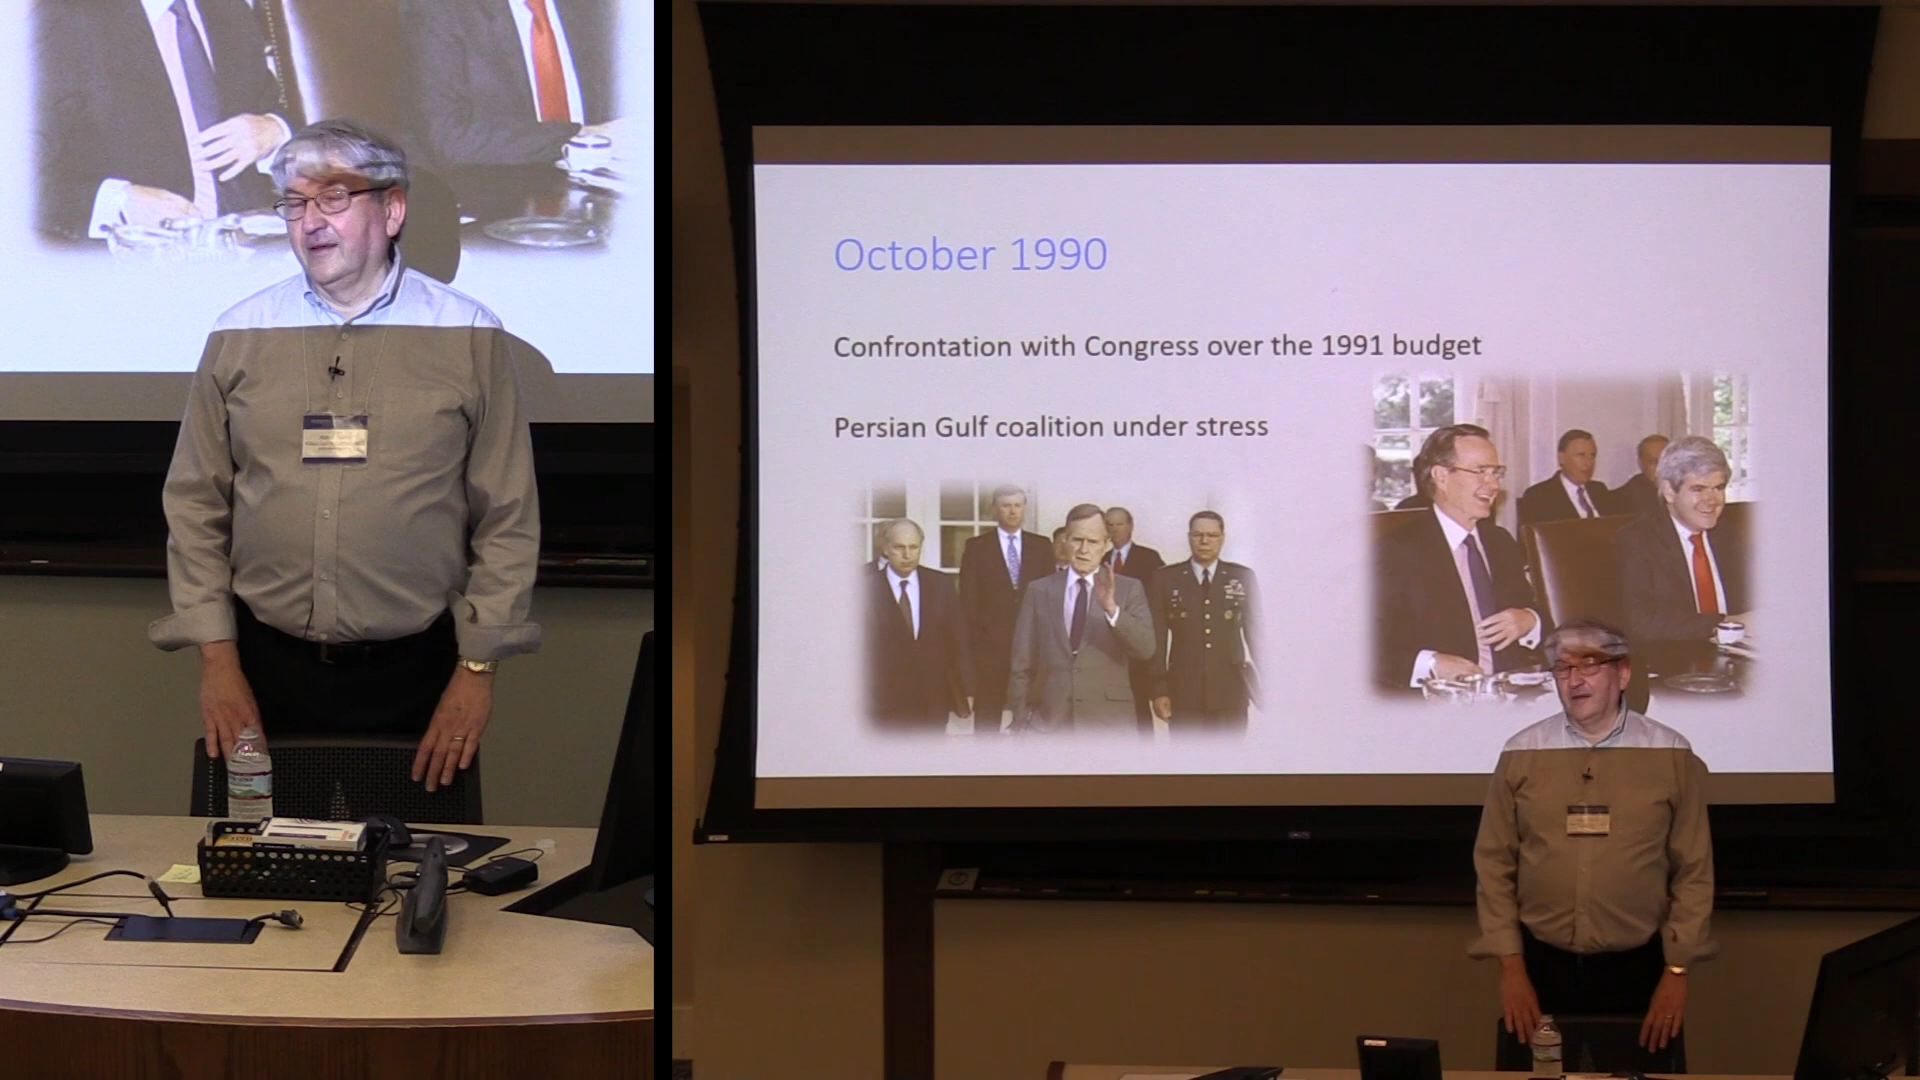 October 1990
Confrontation with Congress over the 1991 budget
Persian Gulf coalition under stress